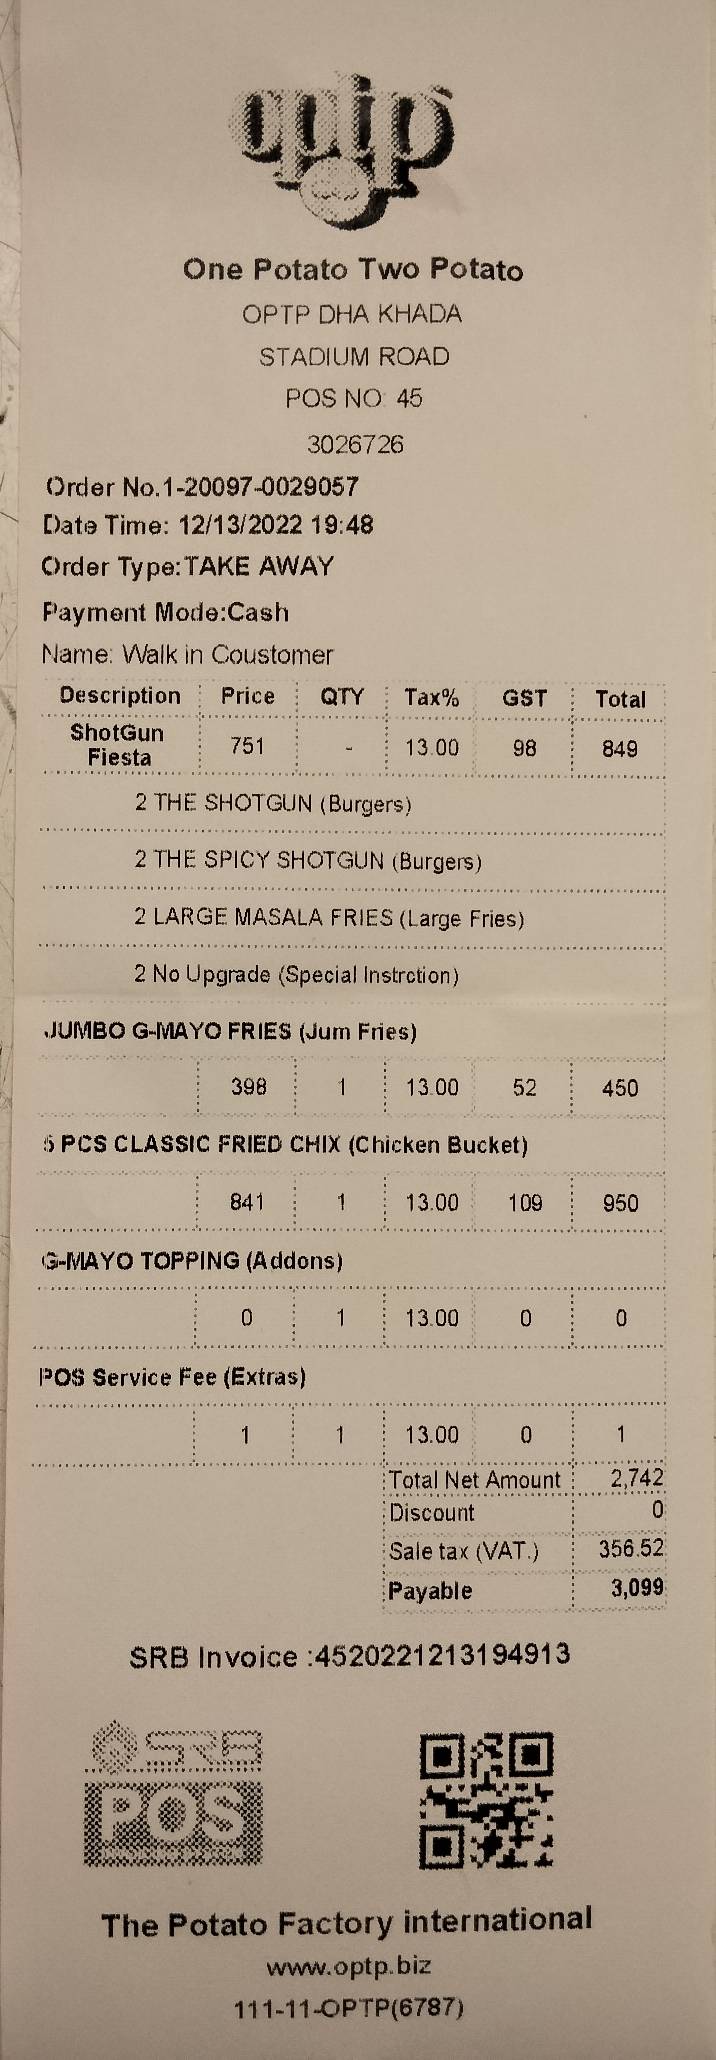 optp
One Potato Two Potato
OPTP DHA KHADA
STADIUM ROAD
POS NO: 45
3026726
Order No.1-20097-0029057
Date Time: 12/13/2022 19:48
Order Type:TAKE AWAY
Payment Mode:Cash
Name: Walk in Coustomer
Description Price QTY Tax% GST Total
ShotGun Fiesta 751 - 13.00 98 849
2 THE SHOTGUN (Burgers)
2 THE SPICY SHOTGUN (Burgers)
2 LARGE MASALA FRIES (Large Fries)
2 No Upgrade (Special Instrction)
JUMBO G-MAYO FRIES (Jum Fries)
398 1 13.00 52 450
5 PCS CLASSIC FRIED CHIX (Chicken Bucket)
841 1 13.00 109 950
G-MAYO TOPPING (Addons)
0 1 13.00 0 0
POS Service Fee (Extras)
1 1 13.00 0 1
Total Net Amount 2,742
Discount 0
Sale tax (VAT.) 356.52
Payable 3,099
SRB Invoice :4520221213194913
SRB
POS
The Potato Factory international
www.optp.biz
111-11-OPTP(6787)